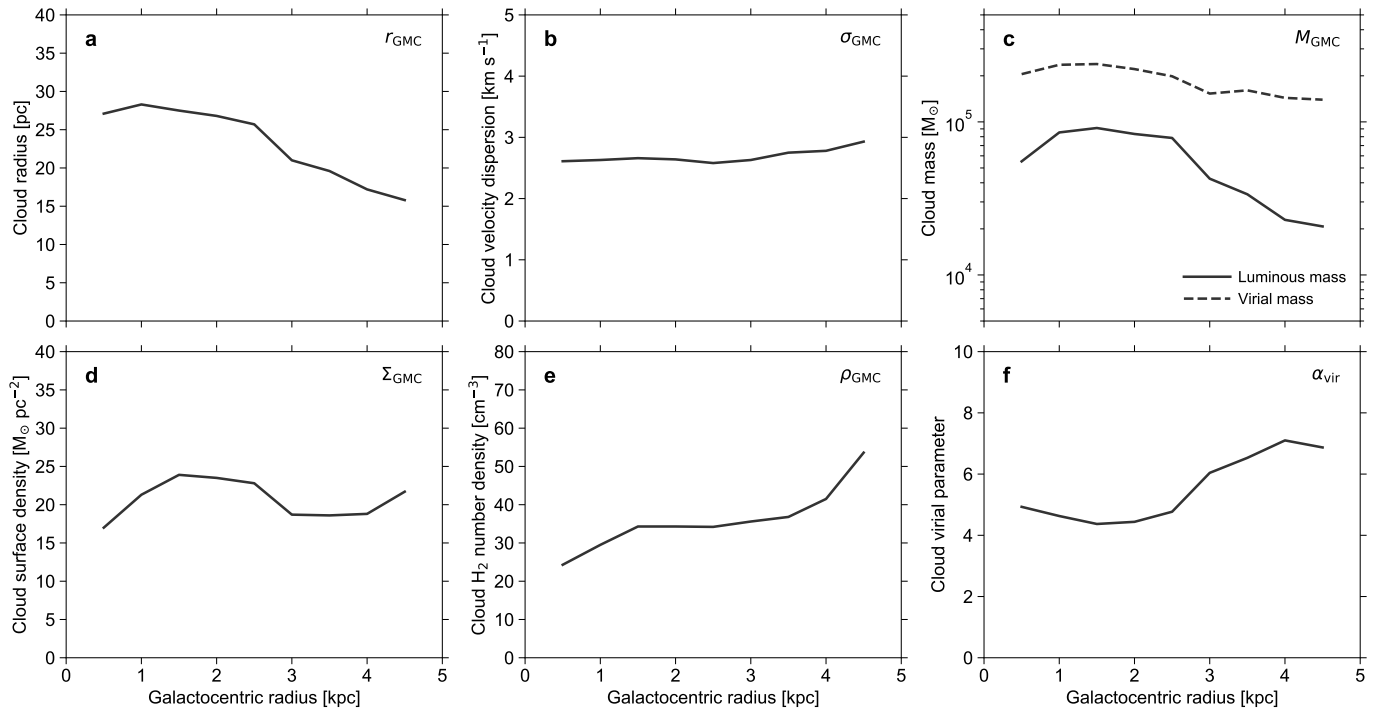 a
r_GMC
Cloud radius [pc]
40
35
30
25
20
15
10
5
0
b
σ_GMC
Cloud velocity dispersion [km s⁻¹]
5
4
3
2
1
0
c
M_GMC
Cloud mass [M_⊙]
10⁵
10⁴
Luminous mass
Virial mass
d
Σ_GMC
Cloud surface density [M_⊙ pc⁻²]
40
35
30
25
20
15
10
5
0
0 1 2 3 4 5
Galactocentric radius [kpc]
e
ρ_GMC
Cloud H₂ number density [cm⁻³]
80
70
60
50
40
30
20
10
0
0 1 2 3 4 5
Galactocentric radius [kpc]
f
α_vir
Cloud virial parameter
10
8
6
4
2
0
0 1 2 3 4 5
Galactocentric radius [kpc]